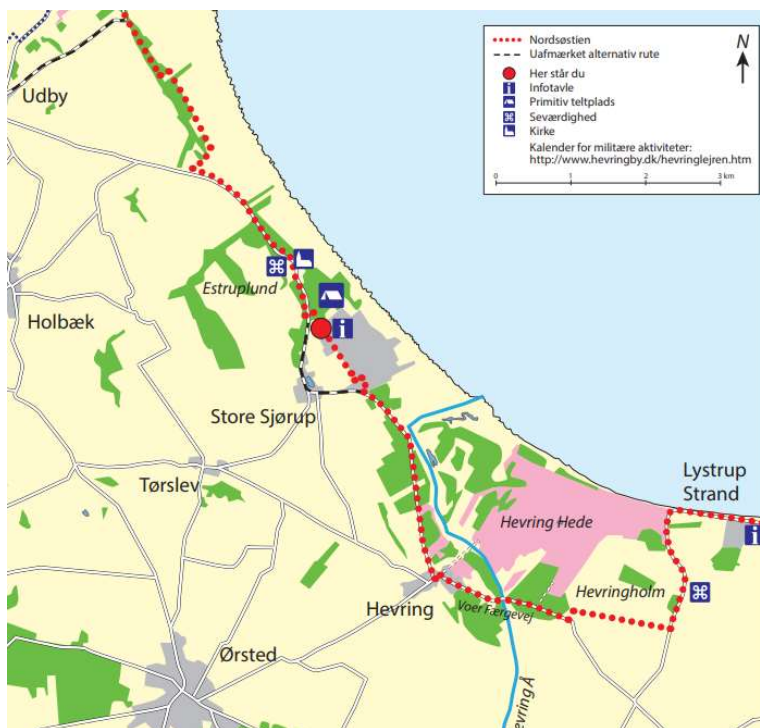 Nordsøstien
Uafmærket alternativ rute
Her står du
Infotavle
Primitiv teltplads
Seværdighed
Kirke
Kalender for militære aktiviteter:
http://www.hevringby.dk/hevringlejren.htm
0 1 2 3 km
N
Udby
Estruplund
Holbæk
Store Sjørup
Tørslev
Lystrup
Strand
Hevring Hede
Hevringholm
Hevring
Voer Færgevej
Ørsted
Hevring Å